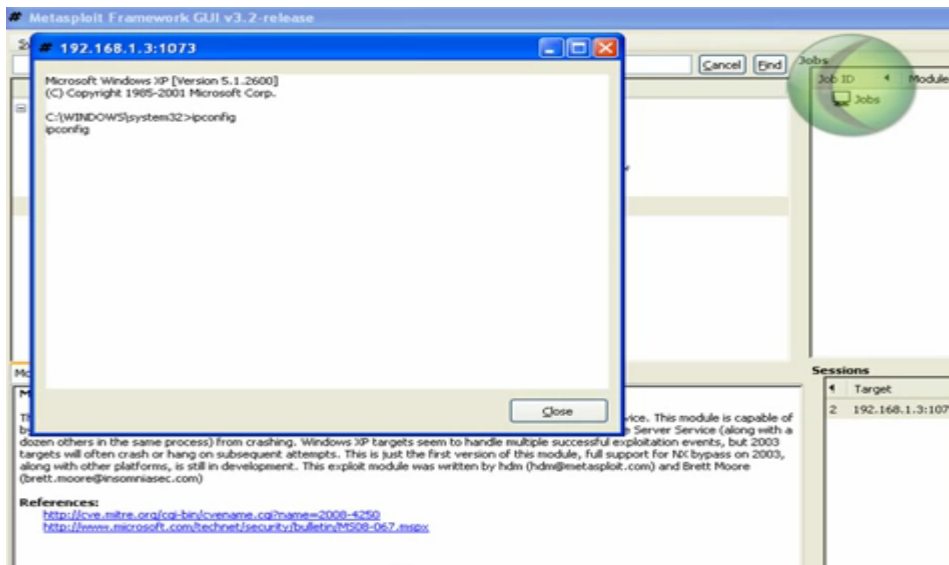 Metasploit Framework GUI v3.2-release
192.168.1.3:1073
Microsoft Windows XP [Version 5.1.2600]
(C) Copyright 1985-2001 Microsoft Corp.
C:\WINDOWS\system32>ipconfig
ipconfig
Close
Cancel
Find
Jobs
Job ID
Module
Jobs
Sessions
Target
2 192.168.1.3:107
vice. This module is capable of
e Server Service (along with a
dozen others in the same process) from crashing. Windows XP targets seem to handle multiple successful exploitation events, but 2003
targets will often crash or hang on subsequent attempts. This is just the first version of this module, full support for NX bypass on 2003,
along with other platforms, is still in development. This exploit module was written by hdm (hdm@metasploit.com) and Brett Moore
(brett.moore@insomniasec.com)
References:
http://cve.mitre.org/cgi-bin/cvename.cgi?name=2008-4250
http://www.microsoft.com/technet/security/bulletin/MS08-067.mspx